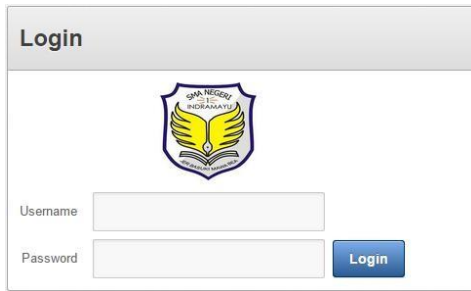 Login
SMA NEGERI
1
INDRAMAYU
Username
Password
Login